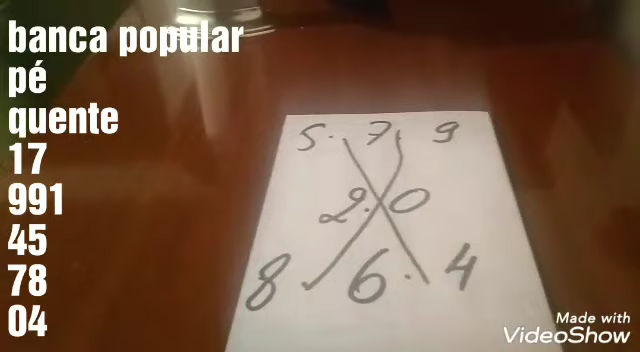 banca popular
pé
quente
17
991
45
78
04
5. 7. 9
2. 0
8 6. 4
Made with
VideoShow